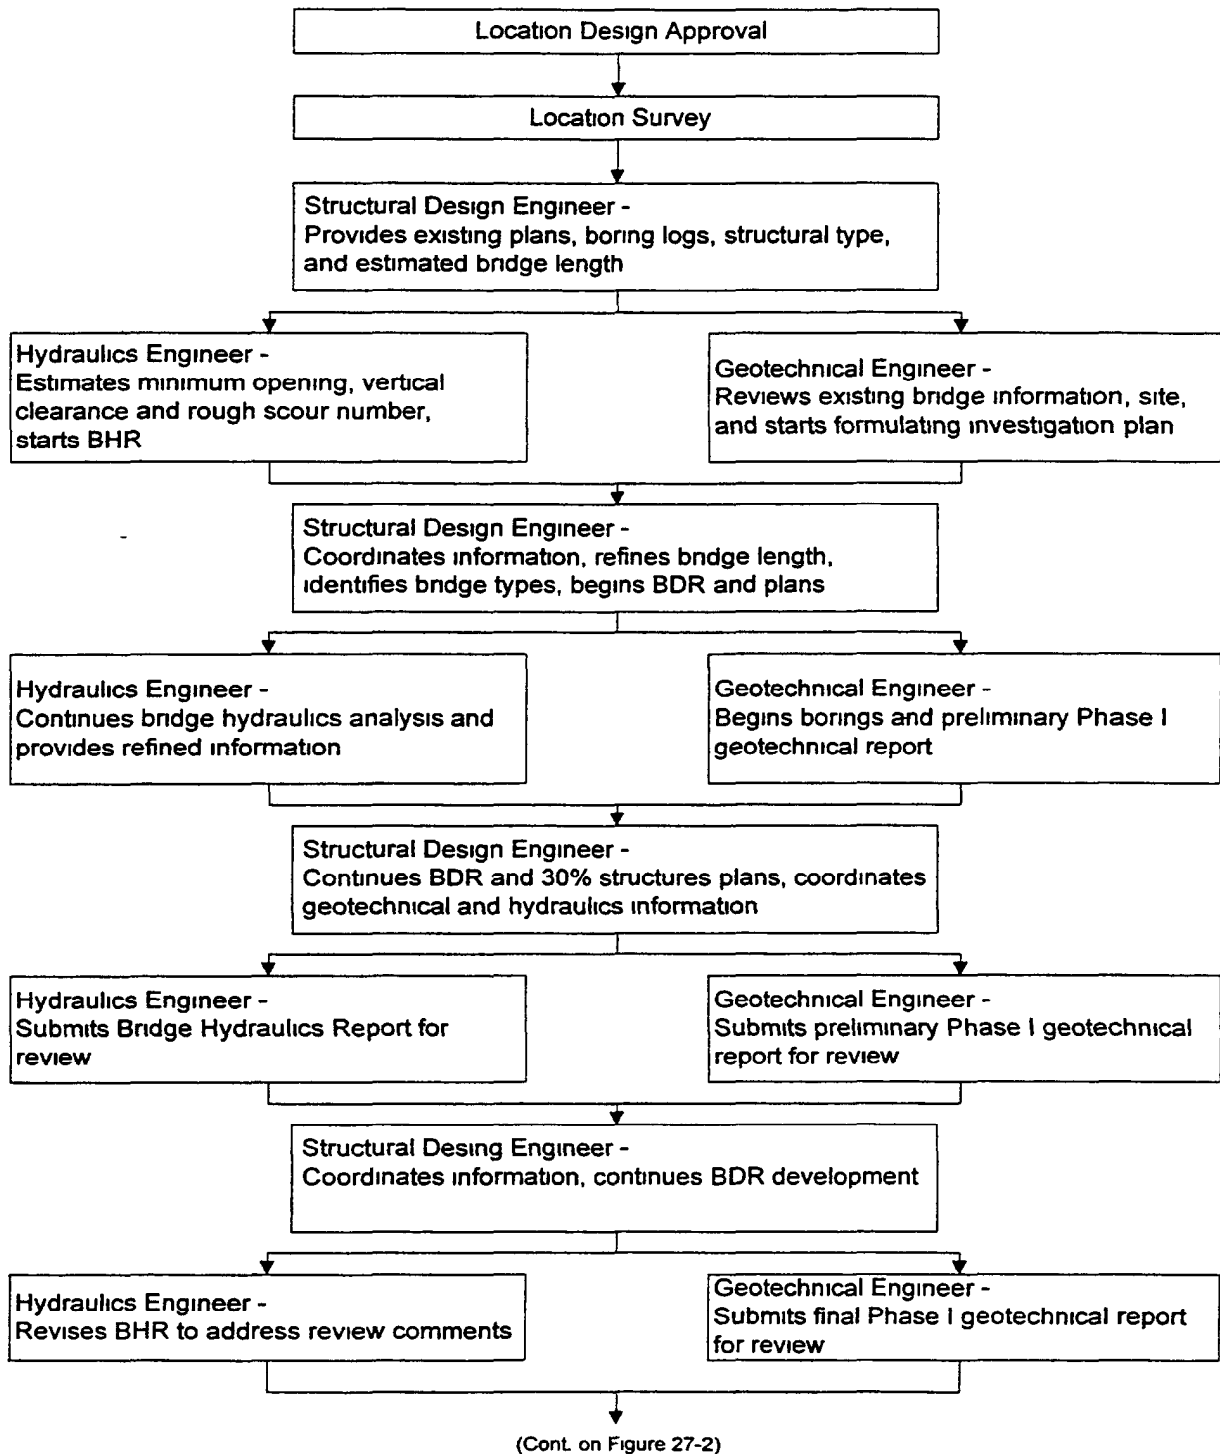 Location Design Approval
Location Survey
Structural Design Engineer -
Provides existing plans, boring logs, structural type,
and estimated bridge length
Hydraulics Engineer -
Estimates minimum opening, vertical
clearance and rough scour number,
starts BHR
Geotechnical Engineer -
Reviews existing bridge information, site,
and starts formulating investigation plan
Structural Design Engineer -
Coordinates information, refines bridge length,
identifies bridge types, begins BDR and plans
Hydraulics Engineer -
Continues bridge hydraulics analysis and
provides refined information
Geotechnical Engineer -
Begins borings and preliminary Phase I
geotechnical report
Structural Design Engineer -
Continues BDR and 30% structures plans, coordinates
geotechnical and hydraulics information
Hydraulics Engineer -
Submits Bridge Hydraulics Report for
review
Geotechnical Engineer -
Submits preliminary Phase I geotechnical
report for review
Structural Desing Engineer -
Coordinates information, continues BDR development
Hydraulics Engineer -
Revises BHR to address review comments
Geotechnical Engineer -
Submits final Phase I geotechnical report
for review
(Cont. on Figure 27-2)